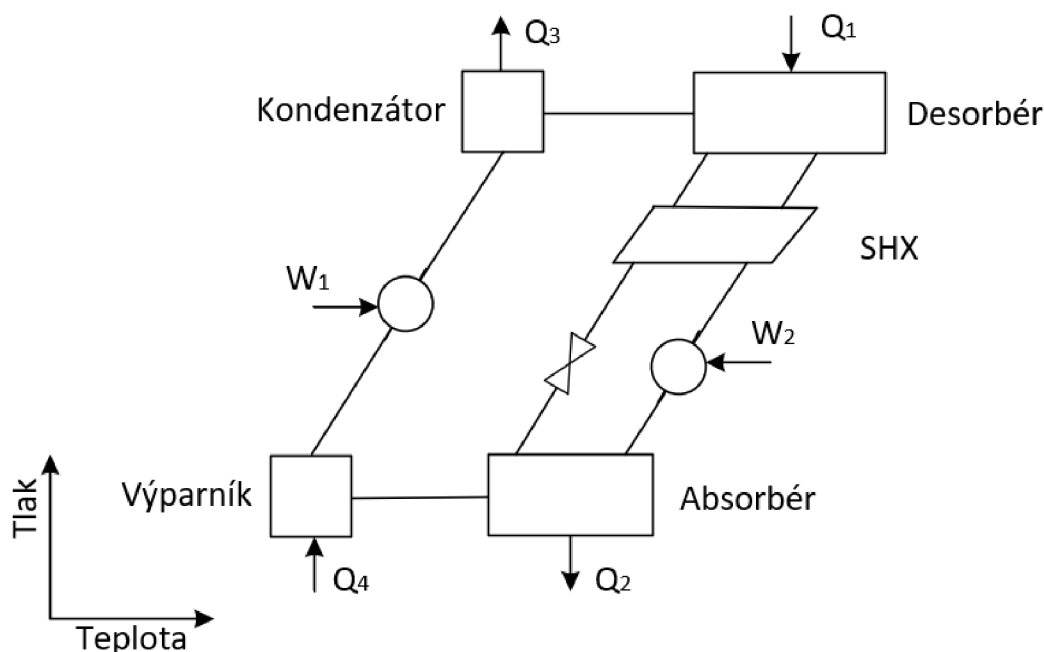 Q3
Q1
Kondenzátor
Desorbér
SHX
W1
W2
Výparník
Absorbér
Tlak
Q4
Q2
Teplota